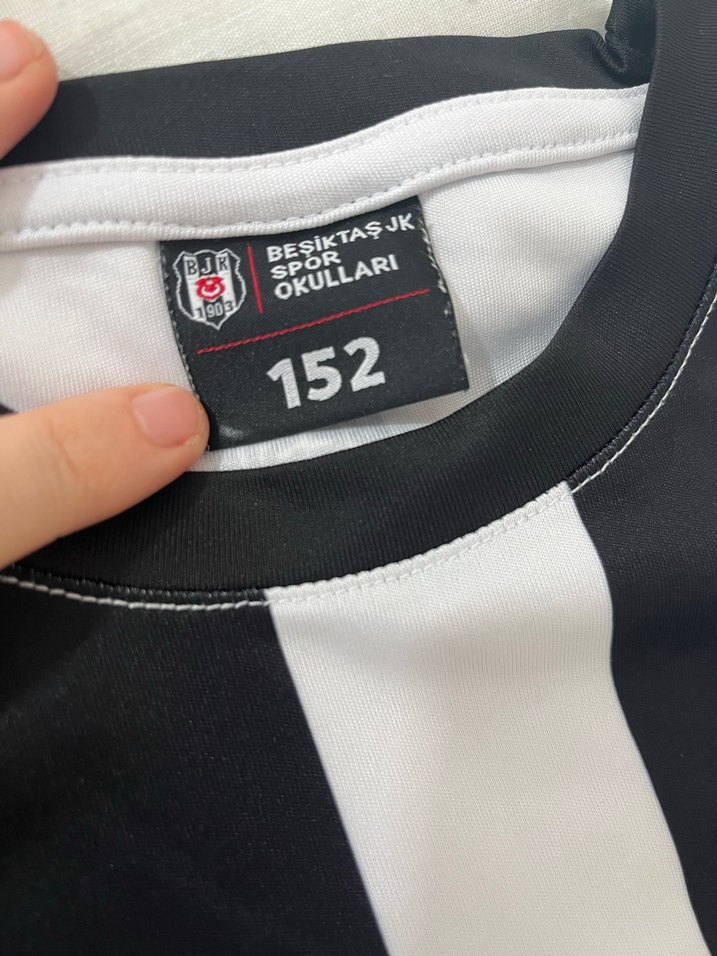 BJK
1903
BEŞİKTAŞ JK
SPOR
OKULLARI
152